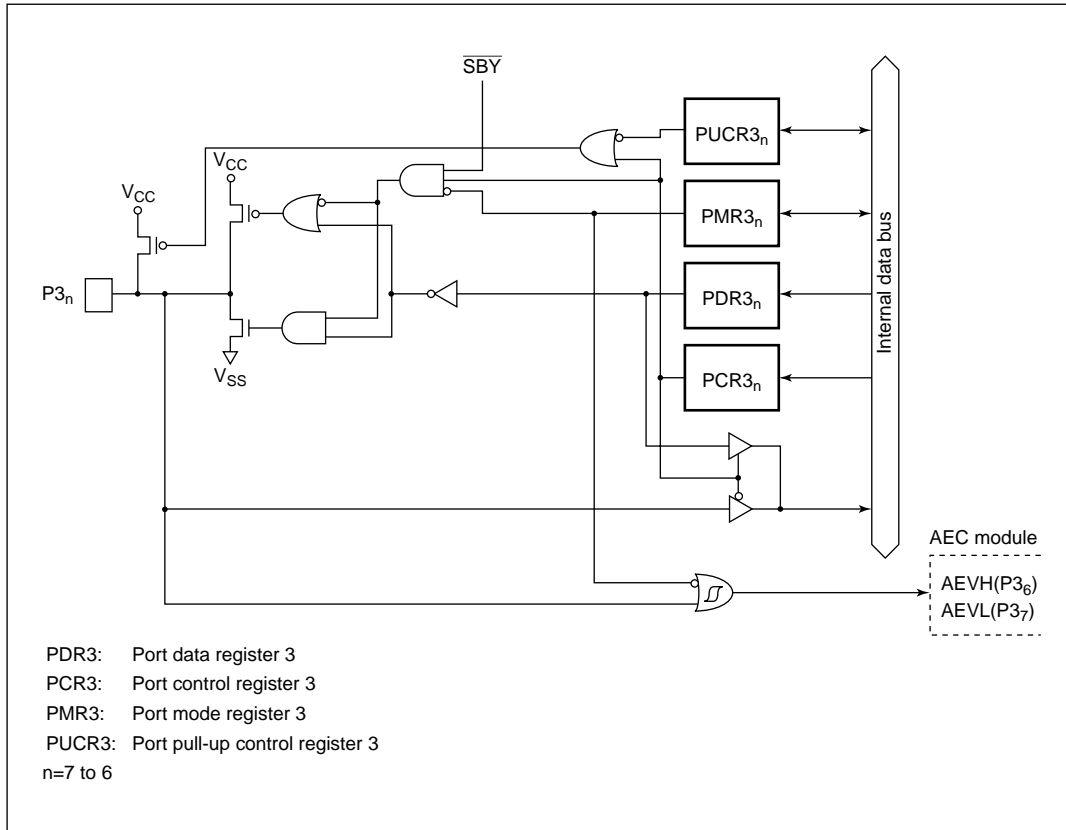 SBY
PUCR3n
VCC
VCC
PMR3n
P3n
PDR3n
VSS
PCR3n
Internal data bus
AEC module
AEVH(P36)
AEVL(P37)
PDR3: Port data register 3
PCR3: Port control register 3
PMR3: Port mode register 3
PUCR3: Port pull-up control register 3
n=7 to 6